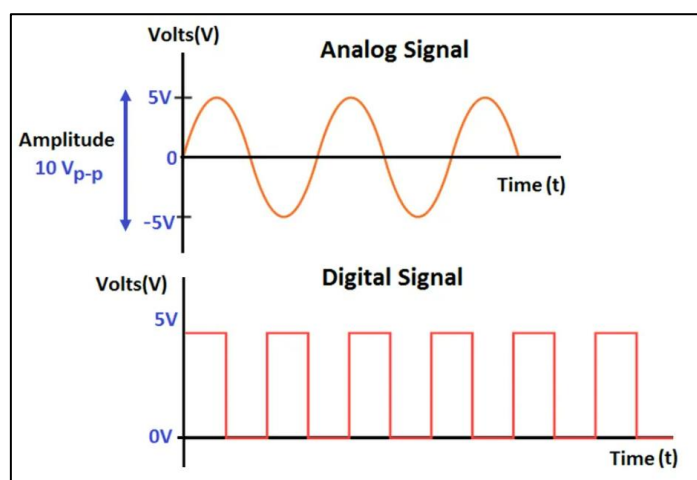 Volts(V)
Analog Signal
5V
Amplitude
10 Vp-p
0
Time (t)
-5V
Volts(V)
Digital Signal
5V
0V
Time (t)